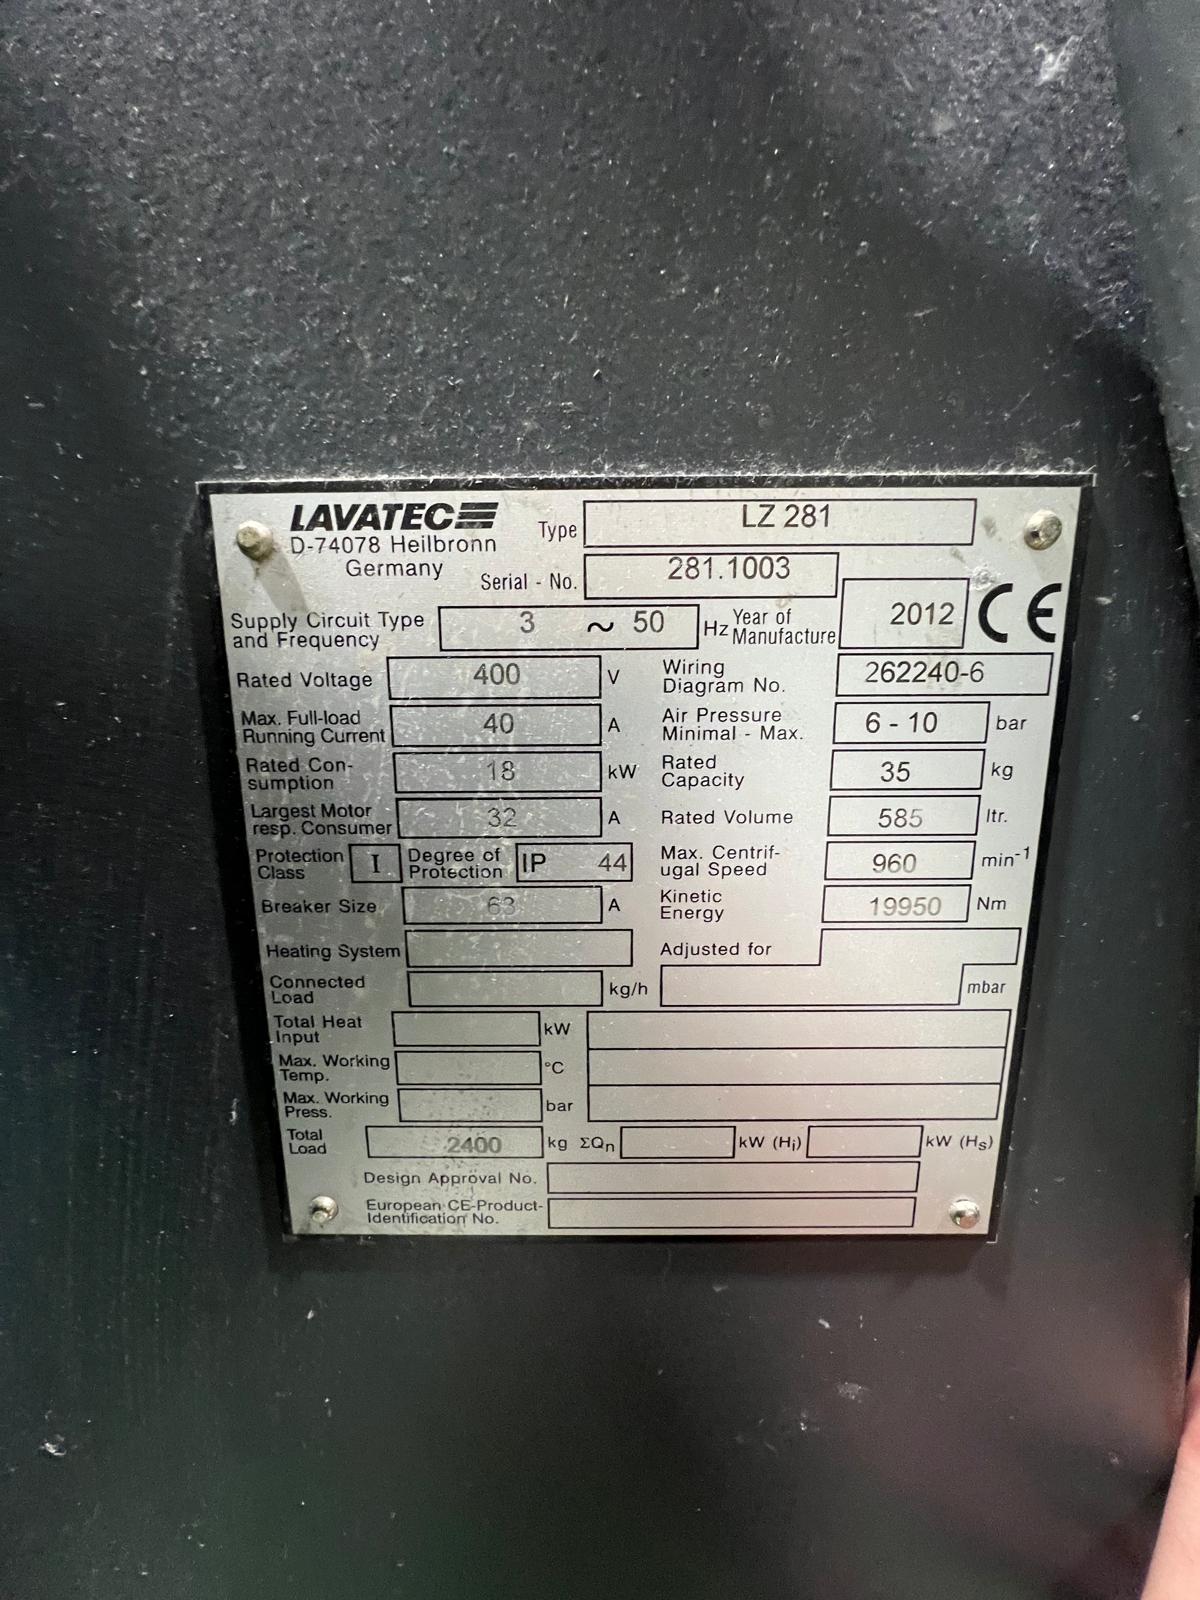 LAVATEC
D-74078 Heilbronn
Germany
Type LZ 281
Serial - No. 281.1003
Supply Circuit Type
and Frequency 3 ~ 50 Hz
Year of
Manufacture 2012 CE
Rated Voltage 400 V
Wiring
Diagram No. 262240-6
Max. Full-load
Running Current 40 A
Air Pressure
Minimal - Max. 6 - 10 bar
Rated Con-
sumption 18 kW
Rated
Capacity 35 kg
Largest Motor
resp. Consumer 32 A
Rated Volume 585 ltr.
Protection
Class I
Degree of
Protection IP 44
Max. Centrif-
ugal Speed 960 min-1
Breaker Size 63 A
Kinetic
Energy 19950 Nm
Heating System
Adjusted for
Connected
Load kg/h
mbar
Total Heat
Input kW
Max. Working
Temp. °C
Max. Working
Press. bar
Total
Load 2400 kg ΣQn kW (Hi) kW (Hs)
Design Approval No.
European CE-Product-
Identification No.